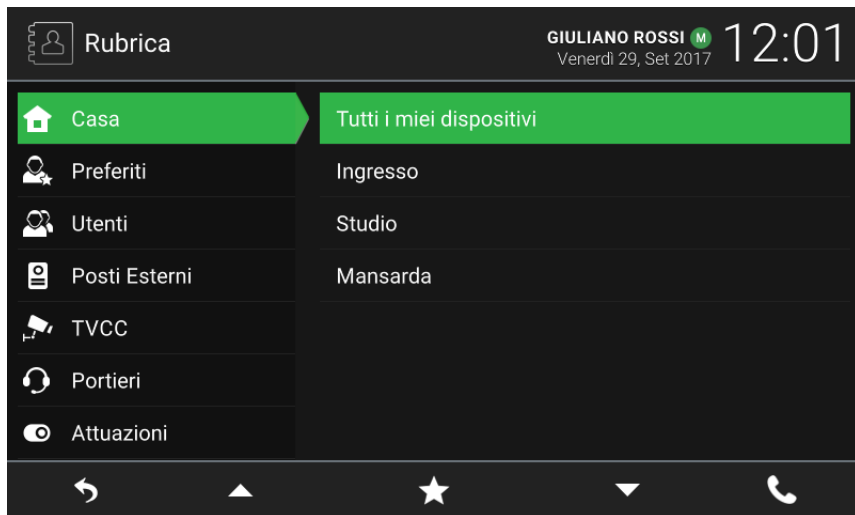 Rubrica
GIULIANO ROSSI M
Venerdì 29, Set 2017
12:01
Casa
Preferiti
Utenti
Posti Esterni
TVCC
Portieri
Attuazioni
Tutti i miei dispositivi
Ingresso
Studio
Mansarda